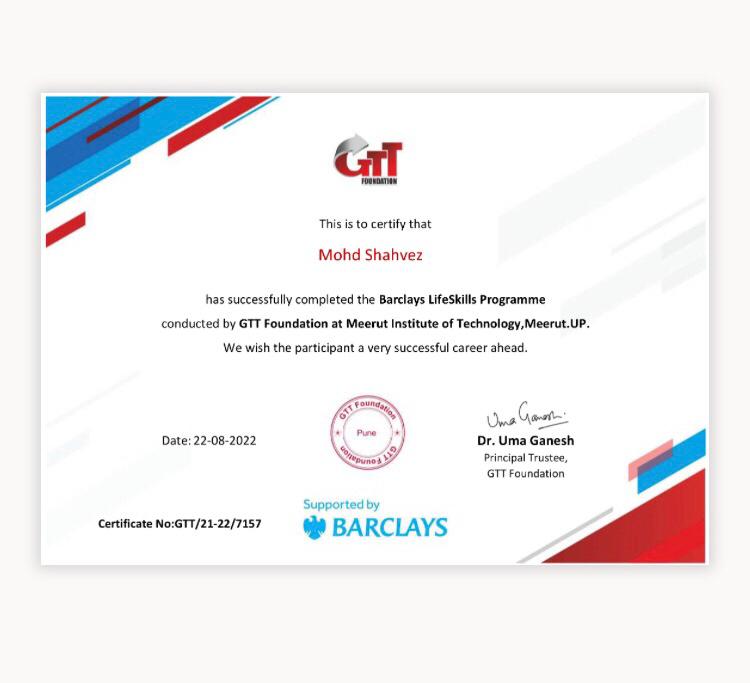 GTT
FOUNDATION
This is to certify that
Mohd Shahvez
has successfully completed the Barclays LifeSkills Programme
conducted by GTT Foundation at Meerut Institute of Technology,Meerut.UP.
We wish the participant a very successful career ahead.
Date: 22-08-2022
GTT Foundation
Pune
GTT Foundation
Uma Ganesh
Dr. Uma Ganesh
Principal Trustee,
GTT Foundation
Certificate No:GTT/21-22/7157
Supported by
BARCLAYS